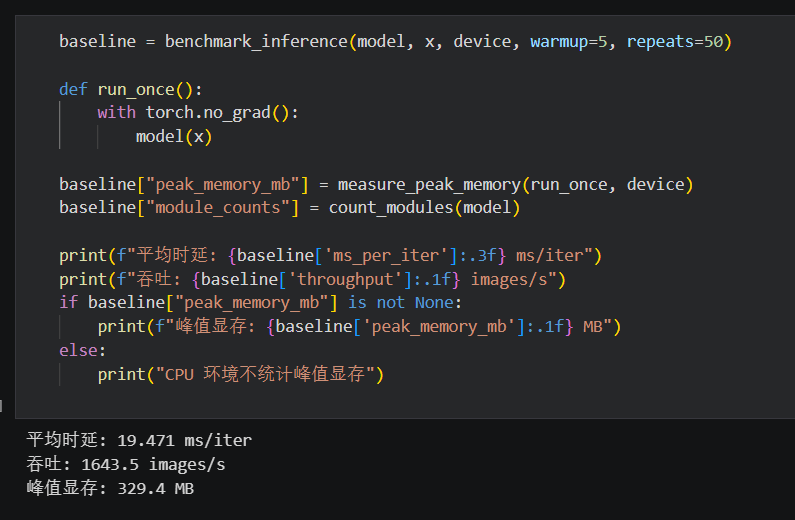 baseline = benchmark_inference(model, x, device, warmup=5, repeats=50)
def run_once():
    with torch.no_grad():
        model(x)
baseline["peak_memory_mb"] = measure_peak_memory(run_once, device)
baseline["module_counts"] = count_modules(model)
print(f"平均时延: {baseline['ms_per_iter']:.3f} ms/iter")
print(f"吞吐: {baseline['throughput']:.1f} images/s")
if baseline["peak_memory_mb"] is not None:
    print(f"峰值显存: {baseline['peak_memory_mb']:.1f} MB")
else:
    print("CPU 环境不统计峰值显存")
平均时延: 19.471 ms/iter
吞吐: 1643.5 images/s
峰值显存: 329.4 MB